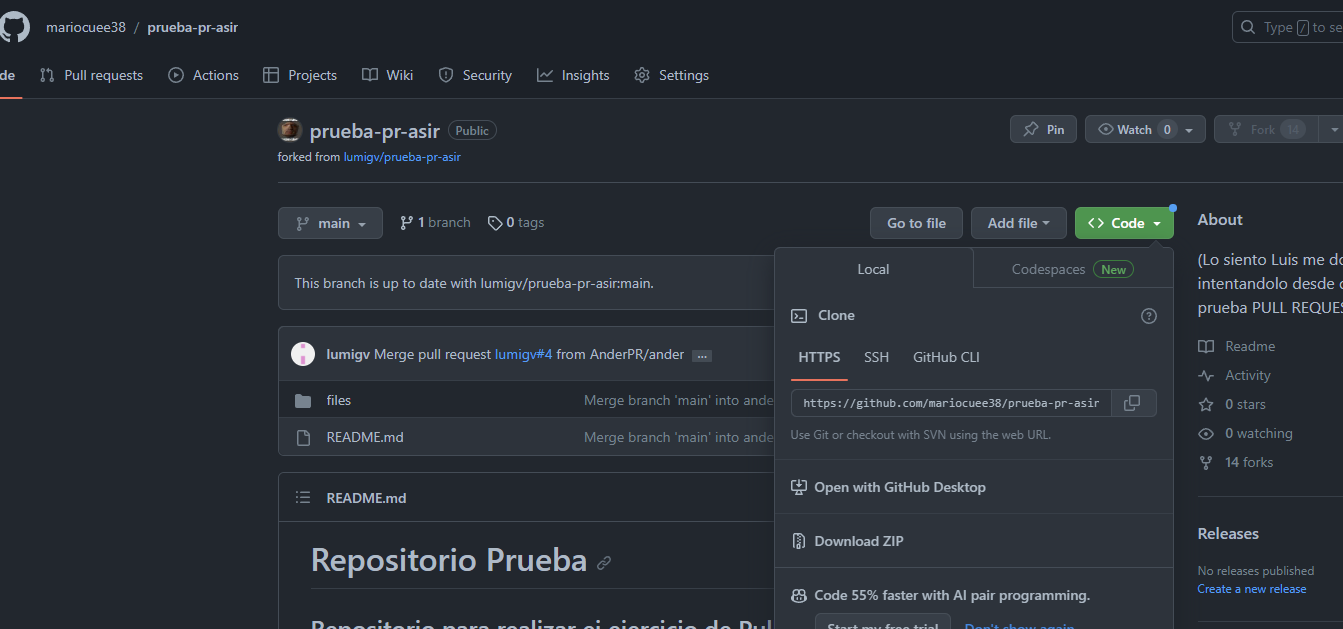 mariocuee38 / prueba-pr-asir
Type / to se
de Pull requests Actions Projects Wiki Security Insights Settings
prueba-pr-asir Public
Pin Watch 0 Fork 14
forked from lumigv/prueba-pr-asir
main 1 branch 0 tags
Go to file Add file <> Code
About
Local Codespaces New
(Lo siento Luis me do
intentandolo desde
prueba PULL REQUES
This branch is up to date with lumigv/prueba-pr-asir:main.
Clone
Readme
lumigv Merge pull request lumigv#4 from AnderPR/ander ...
HTTPS SSH GitHub CLI
Activity
files Merge branch 'main' into ande
https://github.com/mariocuee38/prueba-pr-asir
0 stars
README.md Merge branch 'main' into ande
Use Git or checkout with SVN using the web URL.
0 watching
14 forks
Open with GitHub Desktop
README.md
Releases
Download ZIP
Repositorio Prueba
No releases published
Create a new release
Code 55% faster with AI pair programming.
Repositorio para realizar ei ejercicio de Pul
Start my free trial Don't show again